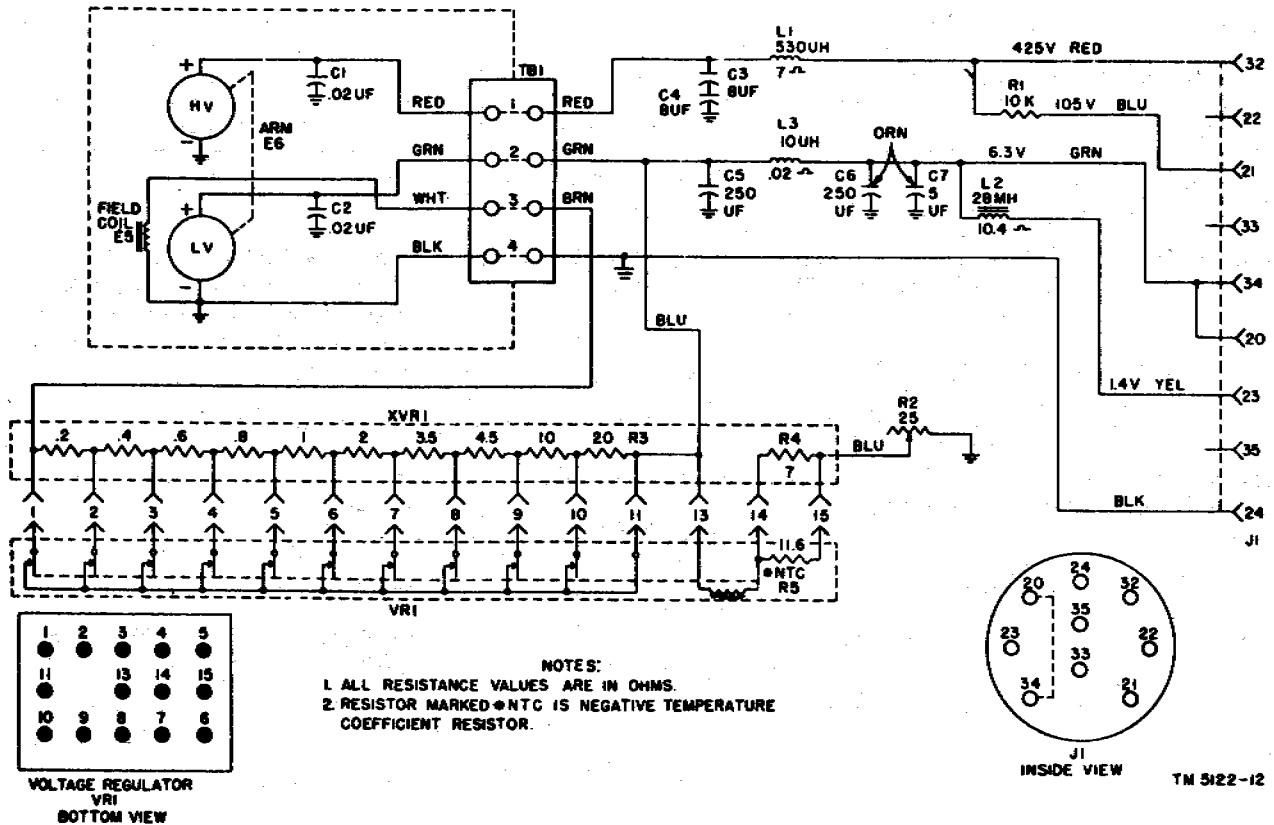 L1
530UH
7 Ω
425V RED
32
+
HV
-
C1
.02UF
ARM
E6
RED
TB1
1
RED
C4
8UF
C3
8UF
R1
10 K
105 V
BLU
22
GRN
2
GRN
L3
10UH
.02 Ω
ORN
6.3 V
GRN
21
C5
250
UF
C6
250
UF
C7
5
UF
L2
28MH
10.4 Ω
FIELD
COIL
E5
+
LV
-
C2
.02UF
WHT
3
BRN
33
BLK
4
34
BLU
20
1.4V YEL
23
XVR1
.2
.4
.6
.8
1
2
3.5
4.5
10
20
R3
R4
7
BLU
R2
25
35
BLK
24
J1
1
2
3
4
5
6
7
8
9
10
11
13
14
15
11.6
*NTC
R5
VR1
1 2 3 4 5
11 13 14 15
10 9 8 7 6
VOLTAGE REGULATOR
VR1
BOTTOM VIEW
NOTES:
1. ALL RESISTANCE VALUES ARE IN OHMS.
2. RESISTOR MARKED *NTC IS NEGATIVE TEMPERATURE
COEFFICIENT RESISTOR.
24
20
32
35
23
22
33
34
21
J1
INSIDE VIEW
TM 5122-12